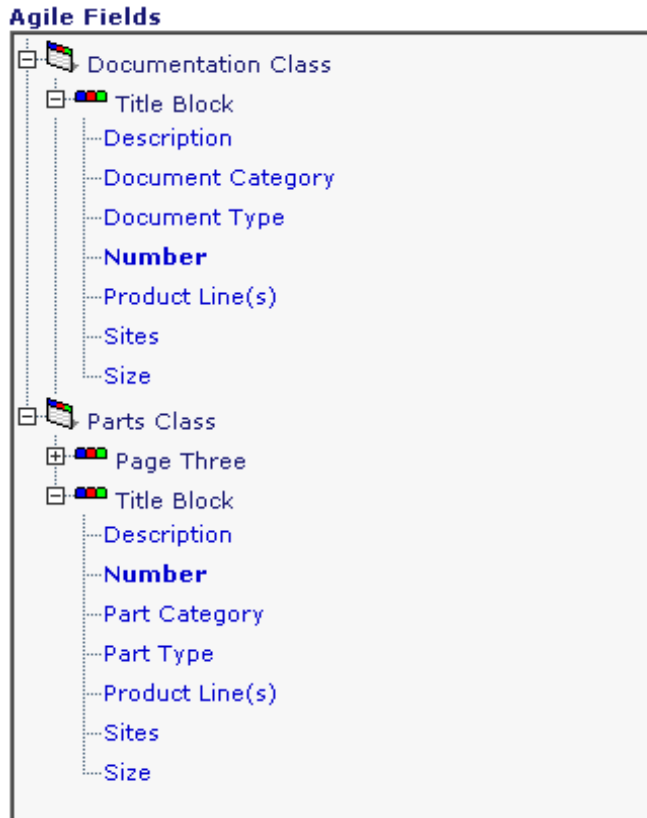 Agile Fields
Documentation Class
Title Block
Description
Document Category
Document Type
Number
Product Line(s)
Sites
Size
Parts Class
Page Three
Title Block
Description
Number
Part Category
Part Type
Product Line(s)
Sites
Size